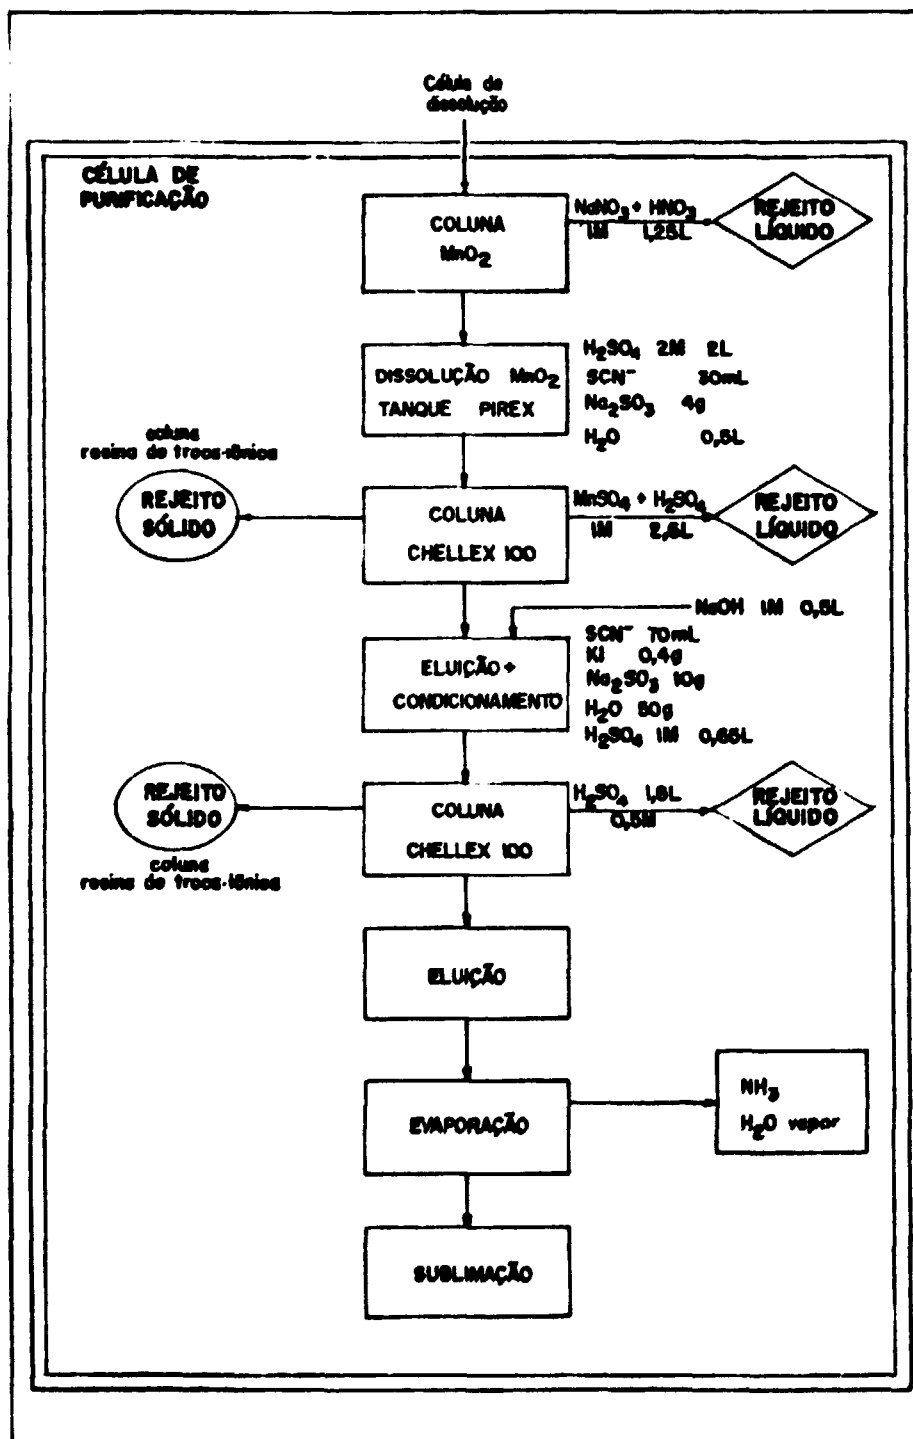 Célula de
dissolução
CÉLULA DE
PURIFICAÇÃO
COLUNA
MnO₂
NaNO₃ + HNO₃
1M 1,25L
REJEITO
LÍQUIDO
DISSOLUÇÃO MnO₂
TANQUE PIREX
H₂SO₄ 2M 2L
SCN⁻ 30mL
Na₂SO₃ 4g
H₂O 0,5L
coluna
resina de troca-iônica
REJEITO
SÓLIDO
COLUNA
CHELLEX 100
MnSO₄ + H₂SO₄
1M 2,5L
REJEITO
LÍQUIDO
NaOH 1M 0,5L
ELUIÇÃO +
CONDICIONAMENTO
SCN⁻ 70mL
KI 0,4g
Na₂SO₃ 10g
H₂O 50g
H₂SO₄ 1M 0,65L
REJEITO
SÓLIDO
coluna
resina de troca-iônica
COLUNA
CHELLEX 100
H₂SO₄
0,5M
REJEITO
LÍQUIDO
ELUIÇÃO
EVAPORAÇÃO
NH₃
H₂O vapor
SUBLIMAÇÃO